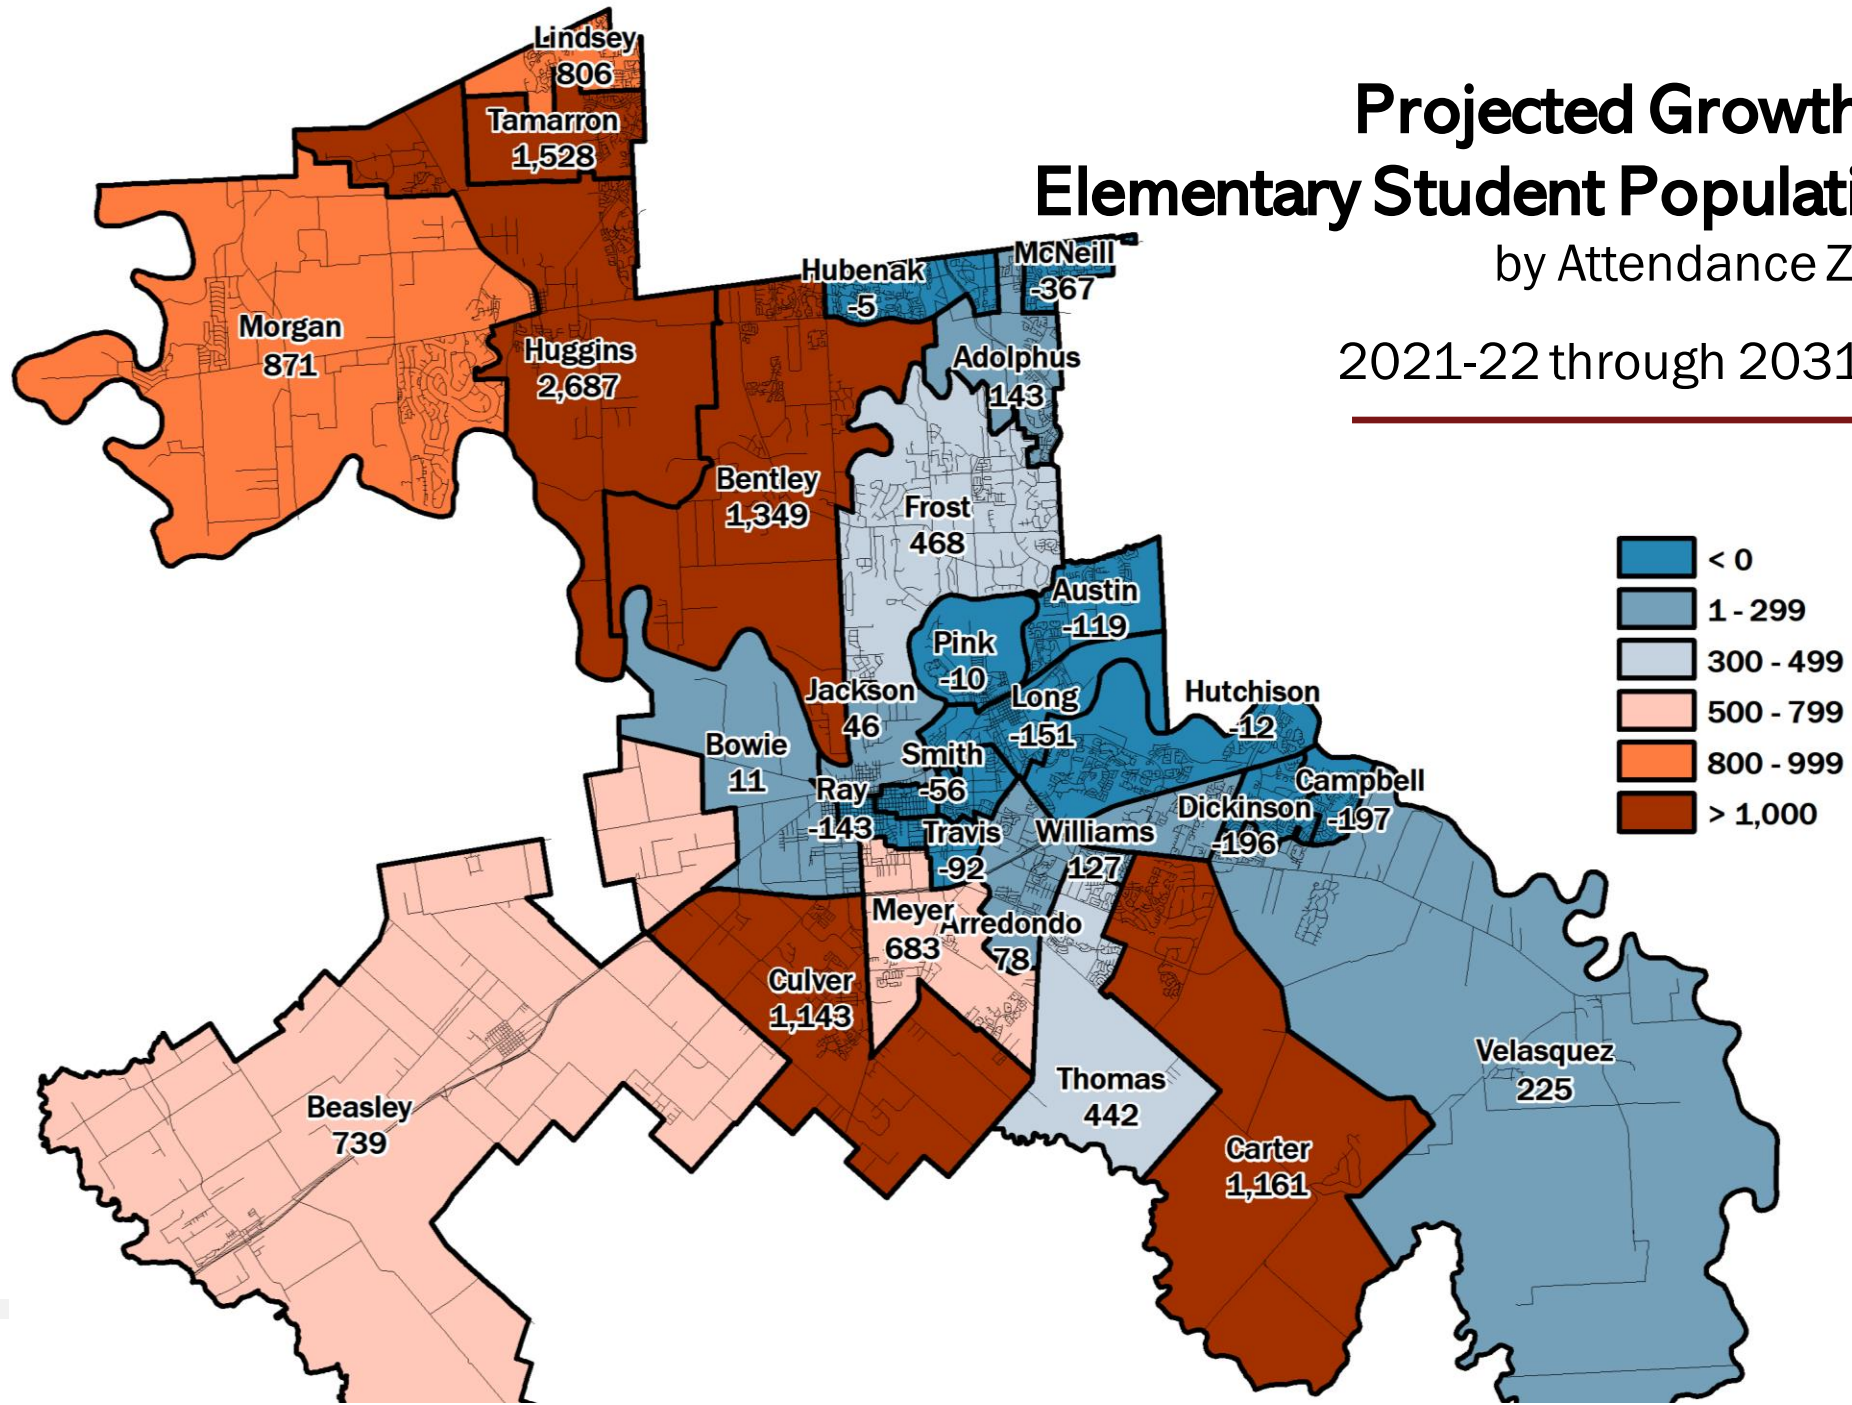 Projected Growth
Elementary Student Populati
by Attendance Z
2021-22 through 2031
Lindsey
806
Tamarron
1,528
Hubenak
-5
McNeill
-367
Morgan
871
Huggins
2,687
Adolphus
143
Bentley
1,349
Frost
468
Austin
-119
Pink
-10
Jackson
46
Long
-151
Hutchison
-12
Bowie
11
Smith
-56
Ray
-143
Campbell
-197
Dickinson
-196
Travis
-92
Williams
127
Meyer
683
Arredondo
78
Culver
1,143
Velasquez
225
Thomas
442
Beasley
739
Carter
1,161
< 0
1 - 299
300 - 499
500 - 799
800 - 999
> 1,000